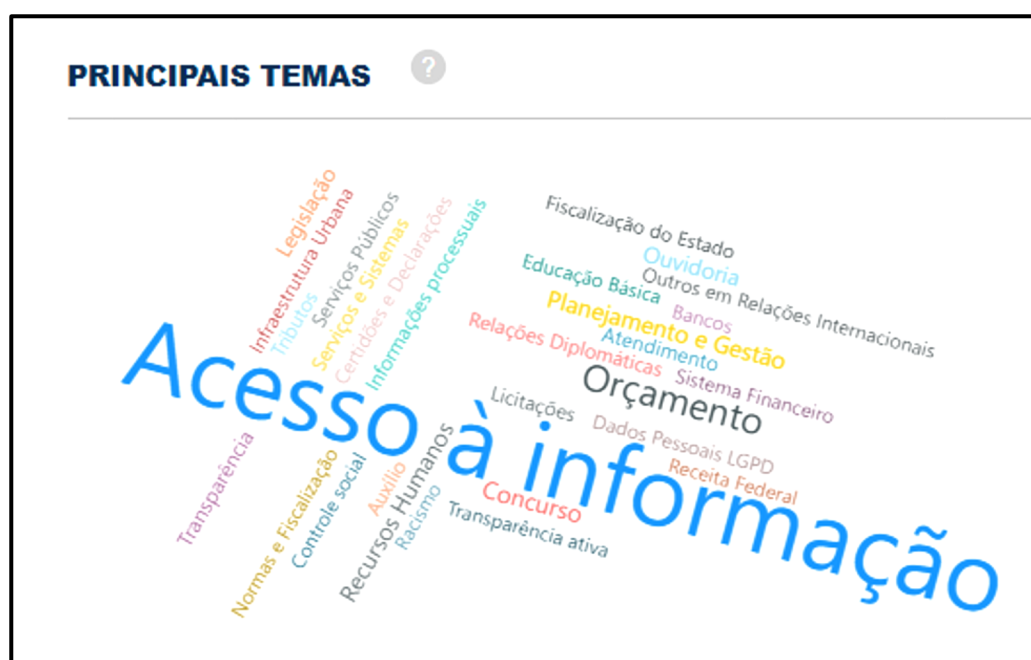 PRINCIPAIS TEMAS
?
Legislação
Infraestrutura Urbana
Tributos
Serviços Públicos
Serviços e Sistemas
Certidões e Declarações
Informações processuais
Fiscalização do Estado
Ouvidoria
Outros em Relações Internacionais
Educação Básica
Bancos
Planejamento e Gestão
Atendimento
Relações Diplomáticas
Sistema Financeiro
Orçamento
Licitações
Dados Pessoais LGPD
Receita Federal
Acesso à informação
Transparência
Normas e Fiscalização
Controle social
Auxílio
Recursos Humanos
Racismo
Concurso
Transparência ativa